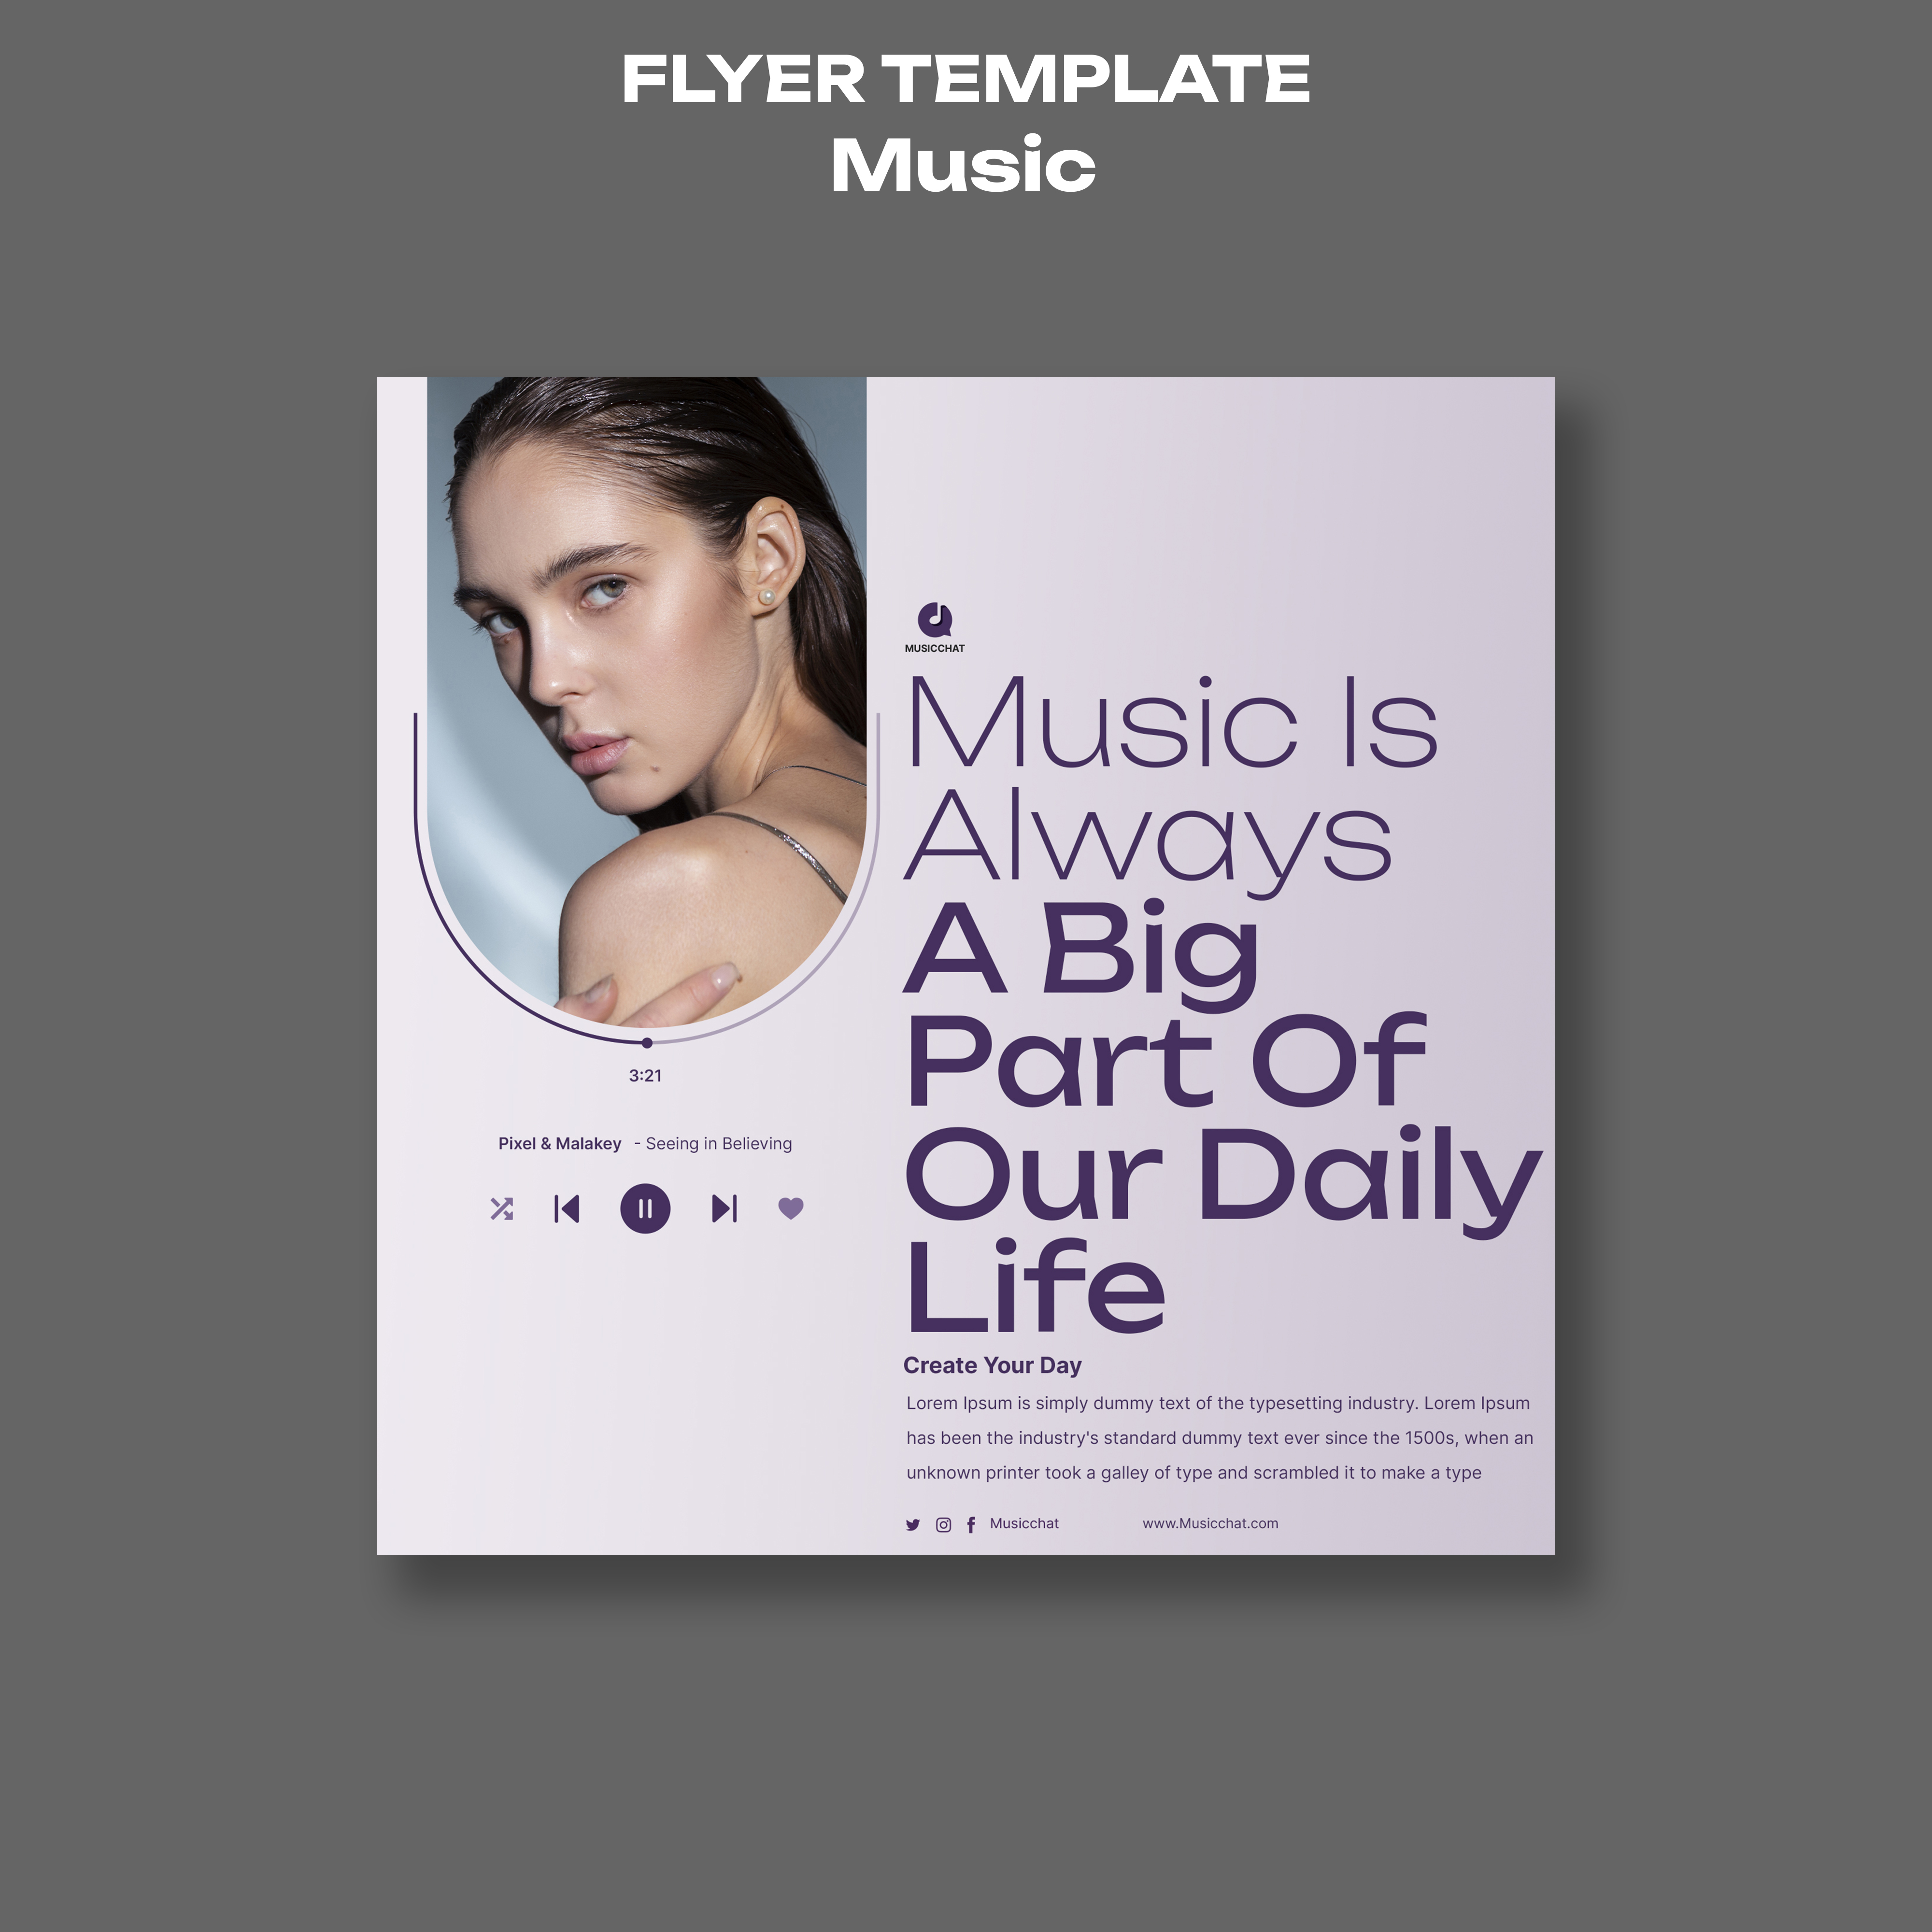 FLYER TEMPLATE
Music
MUSICCHAT
Music Is
Always
A Big
Part Of
Our Daily
Life
3:21
Pixel & Malakey - Seeing in Believing
Create Your Day
Lorem Ipsum is simply dummy text of the typesetting industry. Lorem Ipsum
has been the industry's standard dummy text ever since the 1500s, when an
unknown printer took a galley of type and scrambled it to make a type
Musicchat
www.Musicchat.com